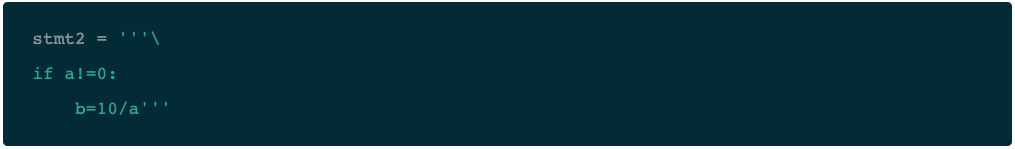 stmt2 = '''\
if a!=0:
    b=10/a'''